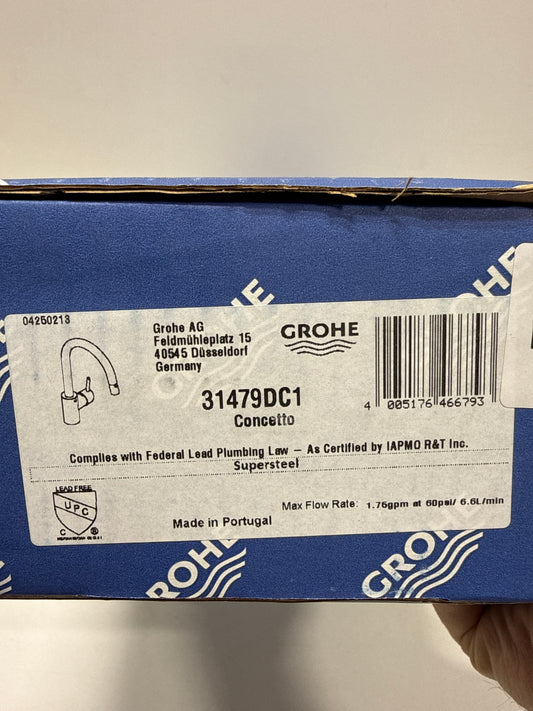 GROHE
04250213
Grohe AG
Feldmühleplatz 15
40545 Düsseldorf
Germany
GROHE
31479DC1
Concetto
4 005176 466793
Complies with Federal Lead Plumbing Law – As Certified by IAPMO R&T Inc.
Supersteel
LEAD FREE
UPC
C ®
Max Flow Rate: 1.75gpm at 60psi/ 6.6L/min
Made in Portugal
GROHE
GROHE